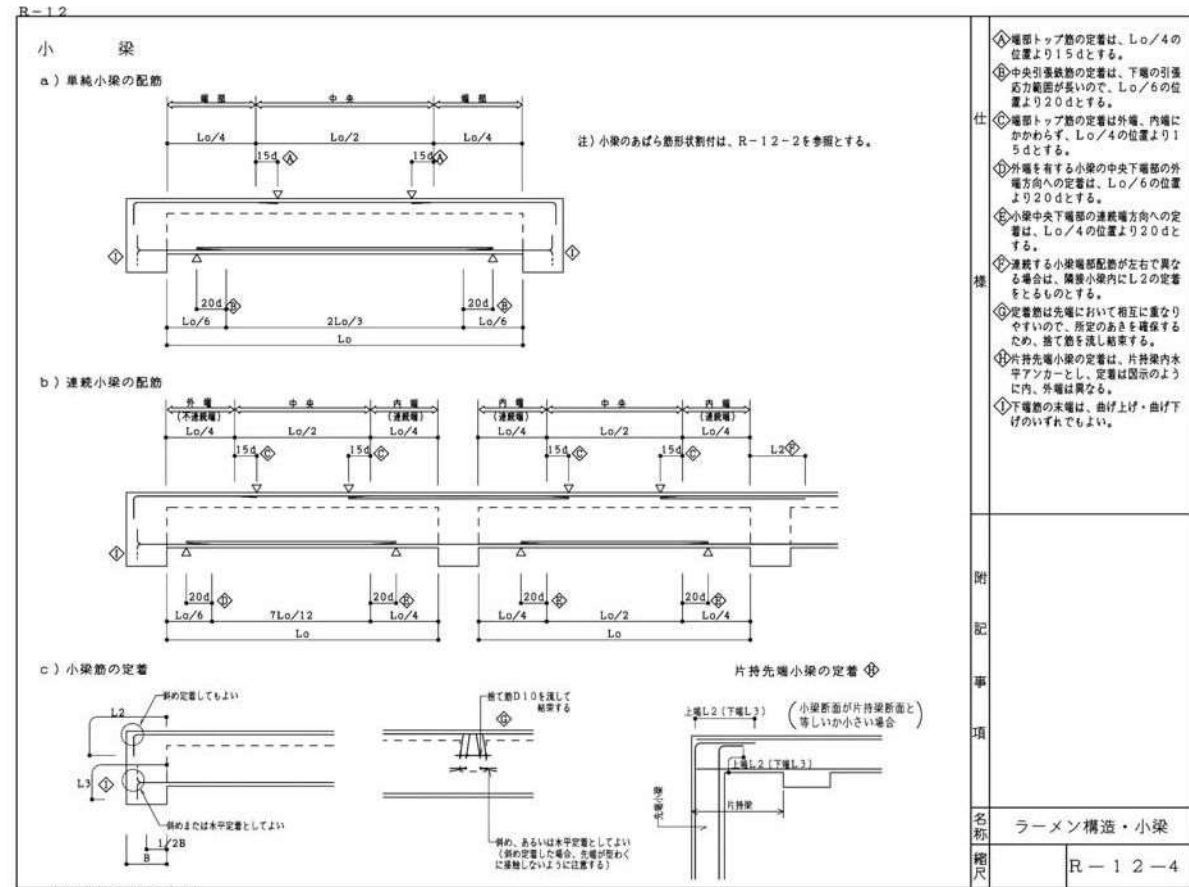 R-12
小 梁
a）単純小梁の配筋
端部 中央 端部
Lo/4 Lo/2 Lo/4
注）小梁のあばら筋形状割付は、R-12-2を参照とする。
15d Ⓐ 15d Ⓐ
Ⓘ Ⓘ
20d Ⓑ 20d Ⓑ
Lo/6 2Lo/3 Lo/6
Lo
b）連続小梁の配筋
外端 中央 内端 内端 中央 内端
(不連続端) (連続端) (連続端) (連続端)
Lo/4 Lo/2 Lo/4 Lo/4 Lo/2 Lo/4
15d Ⓒ 15d Ⓒ 15d Ⓒ 15d Ⓒ L2 Ⓕ
Ⓘ
20d Ⓓ 20d Ⓔ 20d Ⓔ 20d Ⓔ
Lo/6 7Lo/12 Lo/4 Lo/4 Lo/2 Lo/4
Lo Lo
c）小梁筋の定着
斜め定着してもよい
L2
L3 Ⓘ
斜めまたは水平定着としてよい
1/2B
B
捨て筋D10を流して
結束する
Ⓖ
斜め、あるいは水平定着としてよい
(斜め定着した場合、先端が型わく
に接触しないように注意する)
片持先端小梁の定着 Ⓗ
上端L2(下端L3)
(小梁断面が片持梁断面と
等しいか小さい場合)
上端L2(下端L3)
先端小梁
片持梁
仕様
Ⓐ端部トップ筋の定着は、Lo/4の
位置より15dとする。
Ⓑ中央引張鉄筋の定着は、下端の引張
応力範囲が長いので、Lo/6の位
置より20dとする。
Ⓒ端部トップ筋の定着は外端、内端に
かかわらず、Lo/4の位置より1
5dとする。
Ⓓ外端を有する小梁の中央下端部の外
端方向への定着は、Lo/6の位置
より20dとする。
Ⓔ小梁中央下端部の連続端方向への定
着は、Lo/4の位置より20dと
する。
Ⓕ連続する小梁端部配筋が左右で異な
る場合は、隣接小梁内にL2の定着
をとるものとする。
Ⓖ定着筋は先端において相互に重なり
やすいので、所定のあきを確保する
ため、捨て筋を流し結束する。
Ⓗ片持先端小梁の定着は、片持梁内水
平アンカーとし、定着は図示のよう
に内、外端は異なる。
Ⓘ下端筋の末端は、曲げ上げ・曲げ下
げのいずれでもよい。
附記事項
名称 ラーメン構造・小梁
縮尺 R-12-4